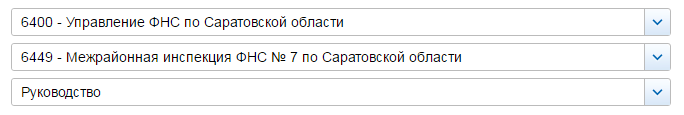 6400 - Управление ФНС по Саратовской области
6449 - Межрайонная инспекция ФНС № 7 по Саратовской области
Руководство